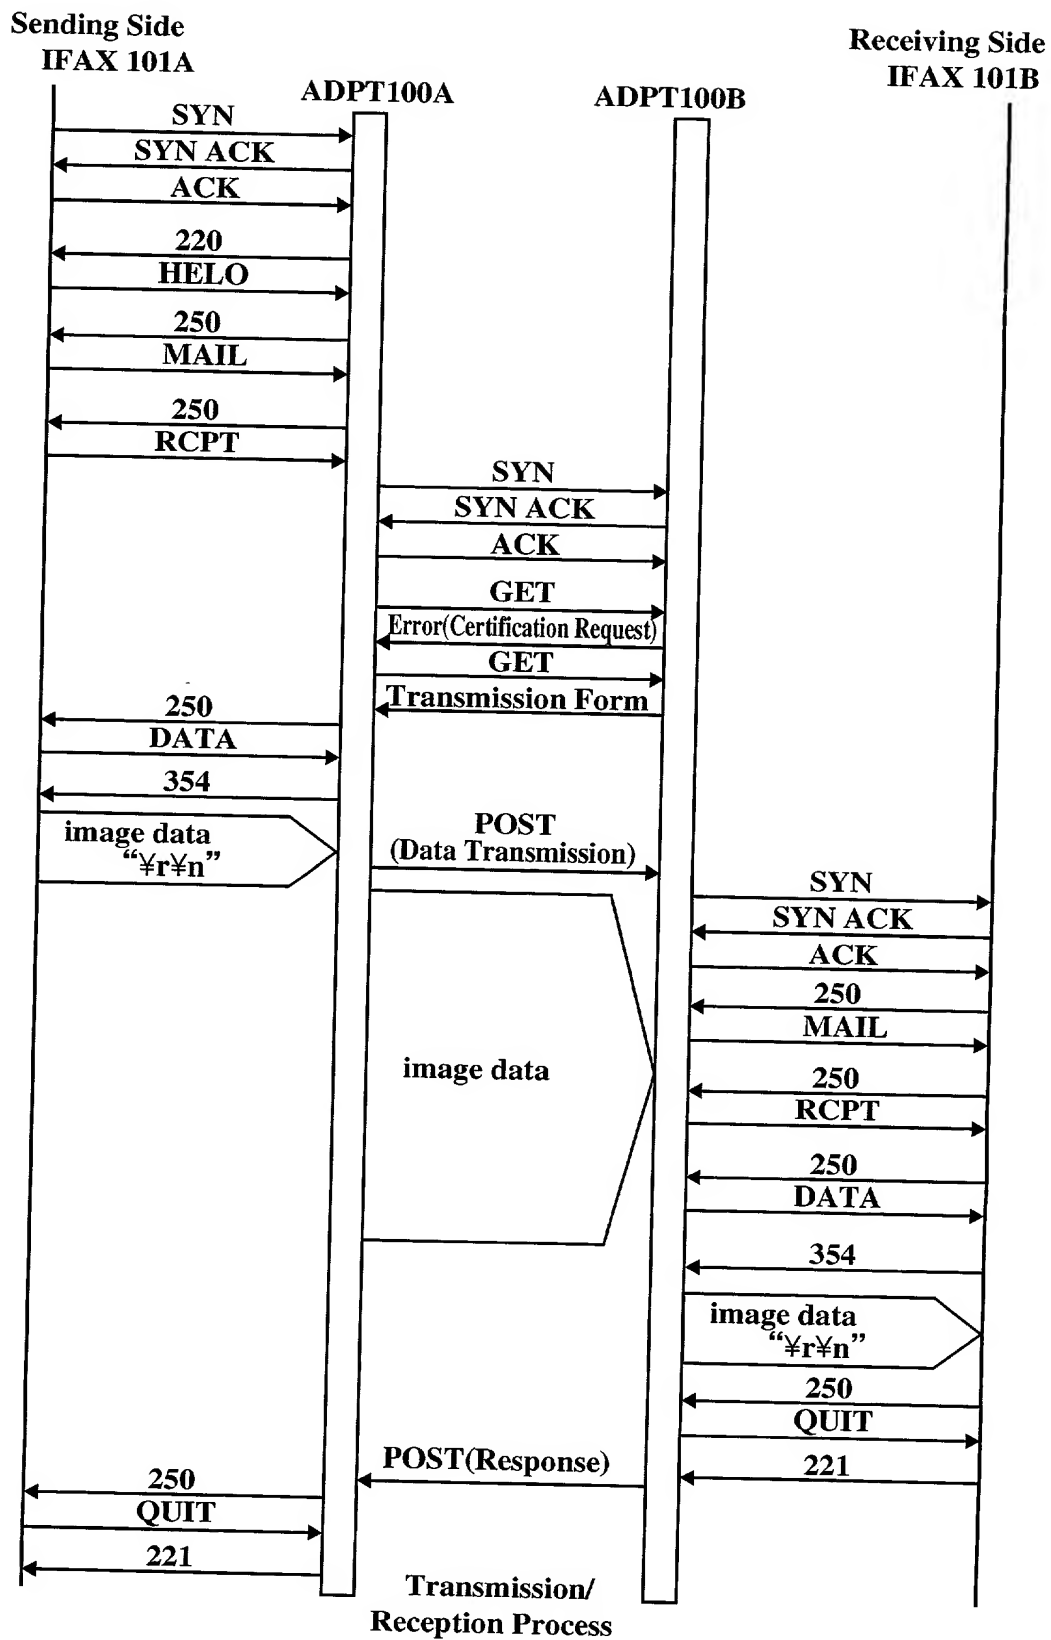 Sending Side
IFAX 101A
ADPT100A
ADPT100B
Receiving Side
IFAX 101B
SYN
SYN ACK
ACK
220
HELO
250
MAIL
250
RCPT
SYN
SYN ACK
ACK
GET
Error(Certification Request)
GET
Transmission Form
250
DATA
354
image data
“¥r¥n”
POST
(Data Transmission)
SYN
SYN ACK
ACK
250
MAIL
image data
250
RCPT
250
DATA
354
image data
“¥r¥n”
250
QUIT
POST(Response)
221
250
QUIT
221
Transmission/
Reception Process